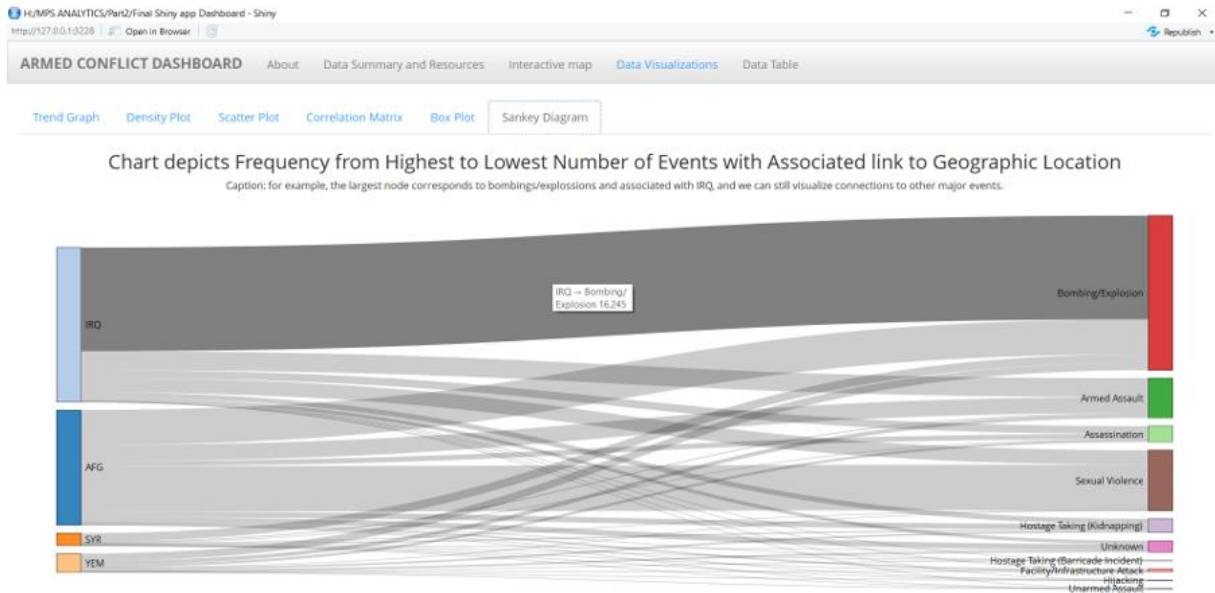 H:/MPS ANALYTICS/Part2/Final Shiny app Dashboard - Shiny
http://127.0.0.1:3228 Open in Browser Republish
ARMED CONFLICT DASHBOARD About Data Summary and Resources Interactive map Data Visualizations Data Table
Trend Graph Density Plot Scatter Plot Correlation Matrix Box Plot Sankey Diagram
Chart depicts Frequency from Highest to Lowest Number of Events with Associated link to Geographic Location
Caption: for example, the largest node corresponds to bombings/explossions and associated with IRQ, and we can still visualize connections to other major events.
IRQ → Bombing/
Explosion 16,245
Bombing/Explosion
IRQ
Armed Assault
Assassination
AFG
Sexual Violence
Hostage Taking (Kidnapping)
SYR
Unknown
Hostage Taking (Barricade Incident)
YEM
Facility/Infrastructure Attack
Hijacking
Unarmed Assault